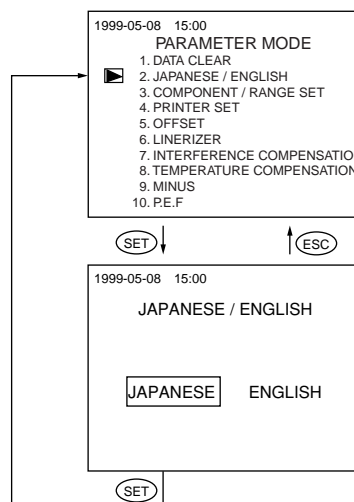 1999-05-08 15:00
PARAMETER MODE
1. DATA CLEAR
2. JAPANESE / ENGLISH
3. COMPONENT / RANGE SET
4. PRINTER SET
5. OFFSET
6. LINERIZER
7. INTERFERENCE COMPENSATIO
8. TEMPERATURE COMPENSATION
9. MINUS
10. P.E.F
SET ESC
1999-05-08 15:00
JAPANESE / ENGLISH
JAPANESE ENGLISH
SET